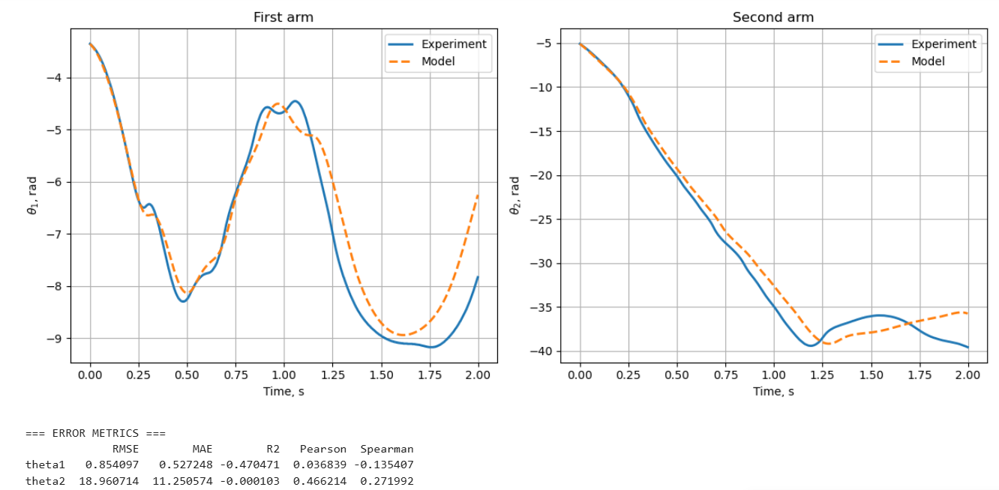 First arm
Experiment
Model
−4
−5
−6
−7
−8
−9
θ₁, rad
0.00 0.25 0.50 0.75 1.00 1.25 1.50 1.75 2.00
Time, s
Second arm
Experiment
Model
−5
−10
−15
−20
−25
−30
−35
−40
θ₂, rad
0.00 0.25 0.50 0.75 1.00 1.25 1.50 1.75 2.00
Time, s
=== ERROR METRICS ===
RMSE MAE R2 Pearson Spearman
theta1 0.854097 0.527248 -0.470471 0.036839 -0.135407
theta2 18.960714 11.250574 -0.000103 0.466214 0.271992